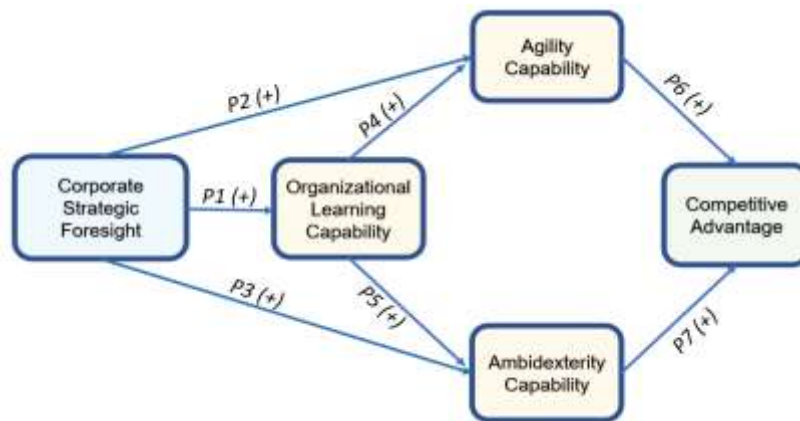 Agility
Capability
P2 (+)
P4 (+)
P6 (+)
Corporate
Strategic
Foresight
P1 (+)
Organizational
Learning
Capability
Competitive
Advantage
P3 (+)
P5 (+)
P7 (+)
Ambidexterity
Capability